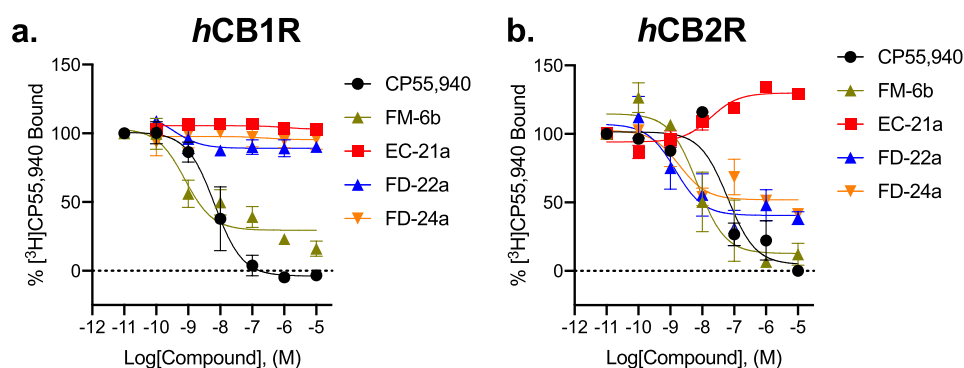 a.
hCB1R
% [³H]CP55,940 Bound
150
100
50
0
-12 -11 -10 -9 -8 -7 -6 -5
Log[Compound], (M)
CP55,940
FM-6b
EC-21a
FD-22a
FD-24a
b.
hCB2R
% [³H]CP55,940 Bound
150
100
50
0
-12 -11 -10 -9 -8 -7 -6 -5
Log[Compound], (M)
CP55,940
FM-6b
EC-21a
FD-22a
FD-24a